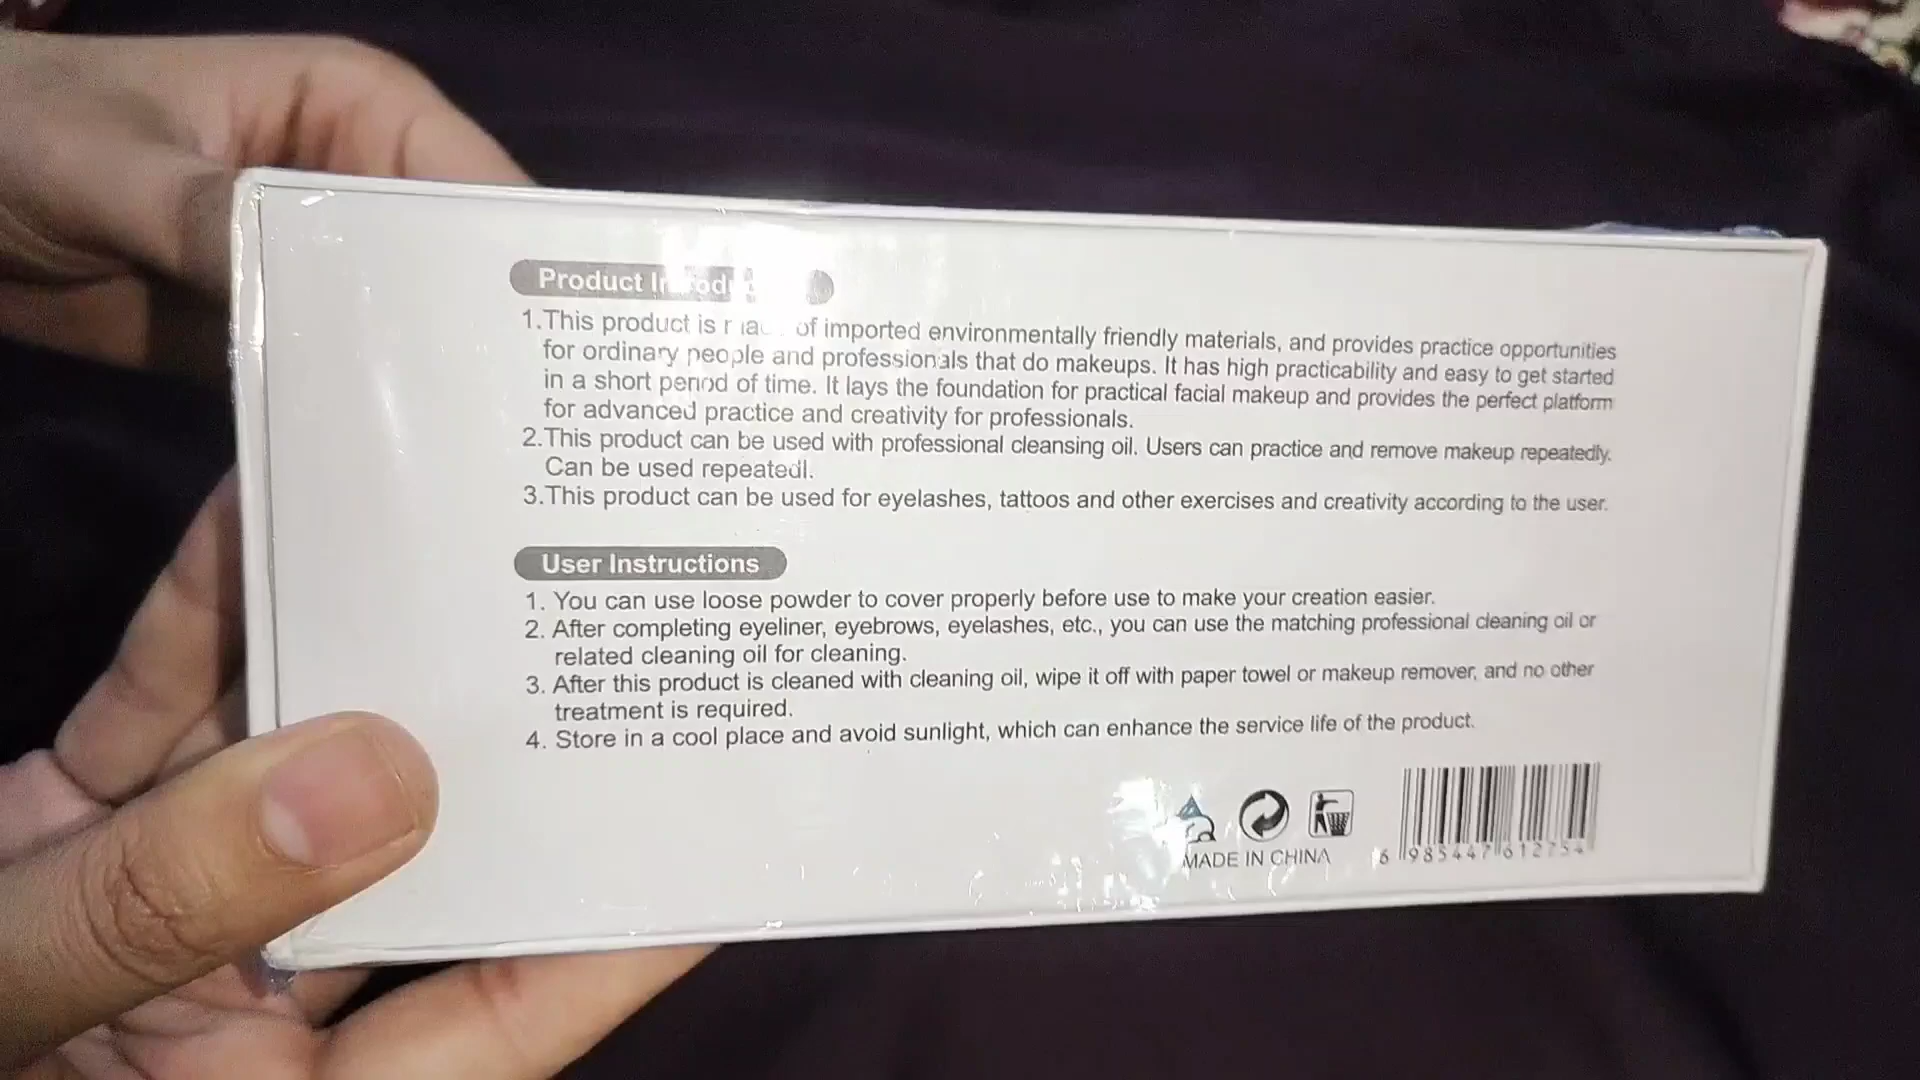 Product
1.This product is of imported environmentally friendly materials, and provides practice opportunities
for ordinary people and professionals that do makeups. It has high practicability and easy to get started
in a short period of time. It lays the foundation for practical facial makeup and provides the perfect platform
for advanced practice and creativity for professionals.
2.This product can be used with professional cleansing oil. Users can practice and remove makeup repeatedly.
Can be used repeatedl.
3.This product can be used for eyelashes, tattoos and other exercises and creativity according to the user.
User Instructions
1. You can use loose powder to cover properly before use to make your creation easier.
2. After completing eyeliner, eyebrows, eyelashes, etc., you can use the matching professional cleaning oil or
related cleaning oil for cleaning.
3. After this product is cleaned with cleaning oil, wipe it off with paper towel or makeup remover, and no other
treatment is required.
4. Store in a cool place and avoid sunlight, which can enhance the service life of the product.
MADE IN CHINA
6 985447 612754